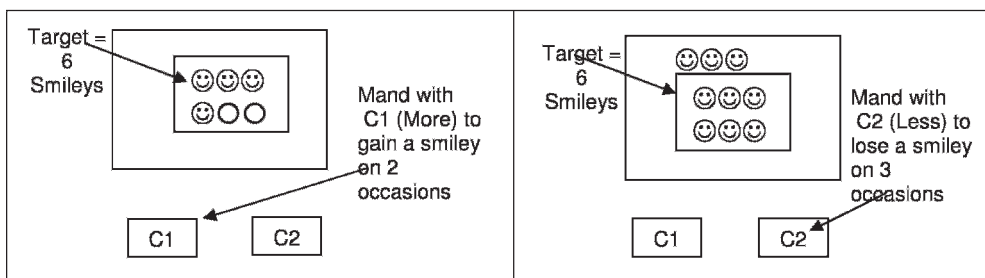 Target =
6
Smileys
Mand with
C1 (More) to
gain a smiley
on 2
occasions
C1
C2
Target =
6
Smileys
Mand with
C2 (Less) to
lose a smiley
on 3
occasions
C1
C2